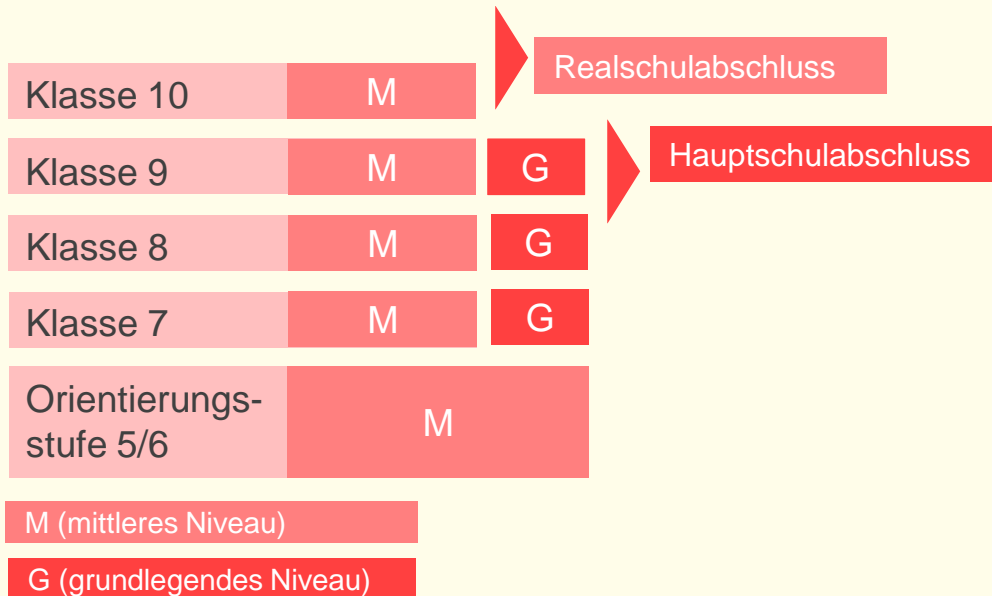 Realschulabschluss
Klasse 10 M
Hauptschulabschluss
Klasse 9 M G
Klasse 8 M G
Klasse 7 M G
Orientierungs-
stufe 5/6
M
M (mittleres Niveau)
G (grundlegendes Niveau)